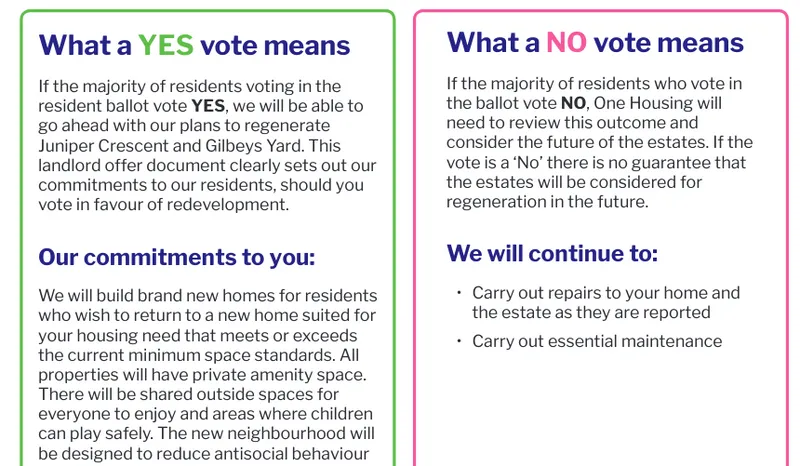 What a YES vote means
If the majority of residents voting in the
resident ballot vote YES, we will be able to
go ahead with our plans to regenerate
Juniper Crescent and Gilbeys Yard. This
landlord offer document clearly sets out our
commitments to our residents, should you
vote in favour of redevelopment.
Our commitments to you:
We will build brand new homes for residents
who wish to return to a new home suited for
your housing need that meets or exceeds
the current minimum space standards. All
properties will have private amenity space.
There will be shared outside spaces for
everyone to enjoy and areas where children
can play safely. The new neighbourhood will
be designed to reduce antisocial behaviour
What a NO vote means
If the majority of residents who vote in
the ballot vote NO, One Housing will
need to review this outcome and
consider the future of the estates. If the
vote is a ‘No’ there is no guarantee that
the estates will be considered for
regeneration in the future.
We will continue to:
• Carry out repairs to your home and
the estate as they are reported
• Carry out essential maintenance